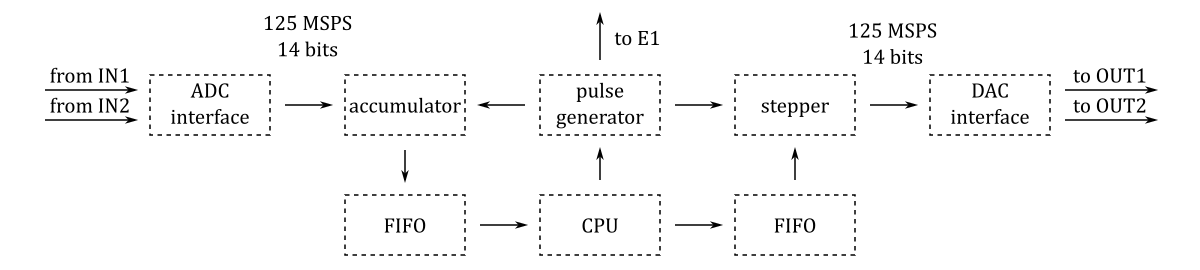 125 MSPS
14 bits
to E1
125 MSPS
14 bits
from IN1
from IN2
ADC
interface
accumulator
pulse
generator
stepper
DAC
interface
to OUT1
to OUT2
FIFO
CPU
FIFO